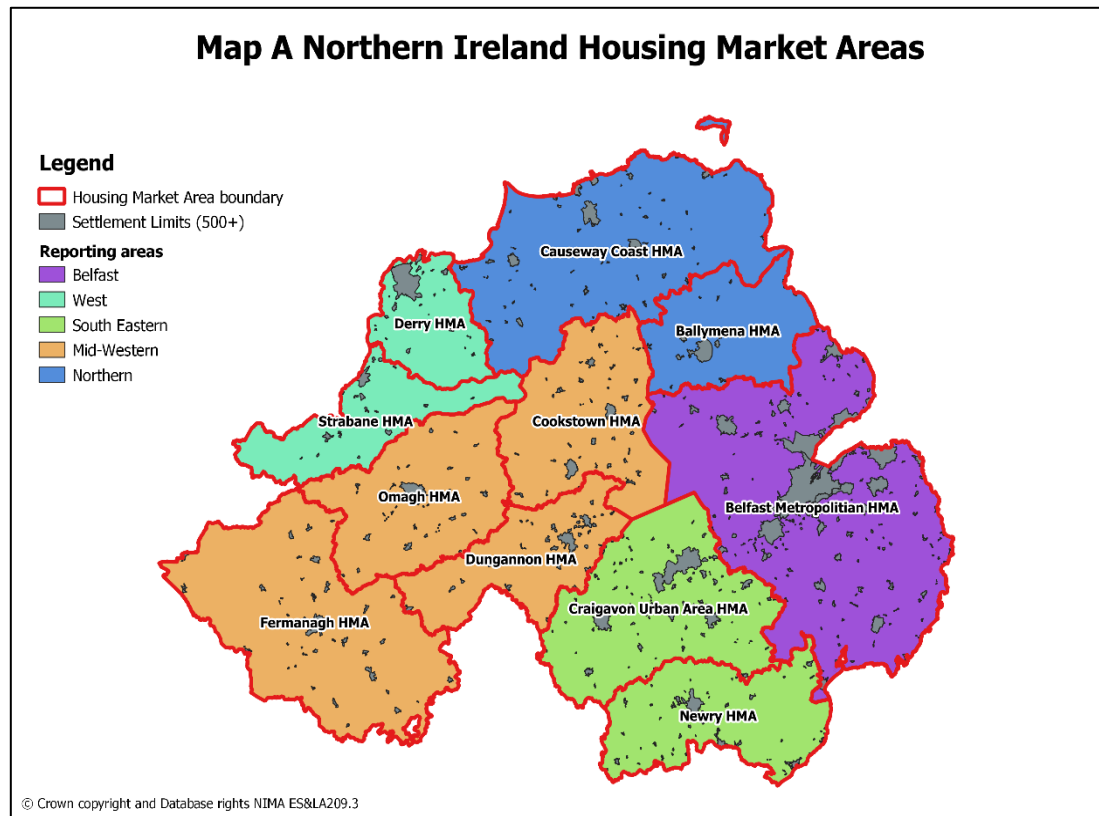 Map A Northern Ireland Housing Market Areas
Legend
Housing Market Area boundary
Settlement Limits (500+)
Reporting areas
Belfast
West
South Eastern
Mid-Western
Northern
Causeway Coast HMA
Derry HMA
Ballymena HMA
Strabane HMA
Cookstown HMA
Omagh HMA
Belfast Metropolitian HMA
Dungannon HMA
Craigavon Urban Area HMA
Fermanagh HMA
Newry HMA
© Crown copyright and Database rights NIMA ES&LA209.3